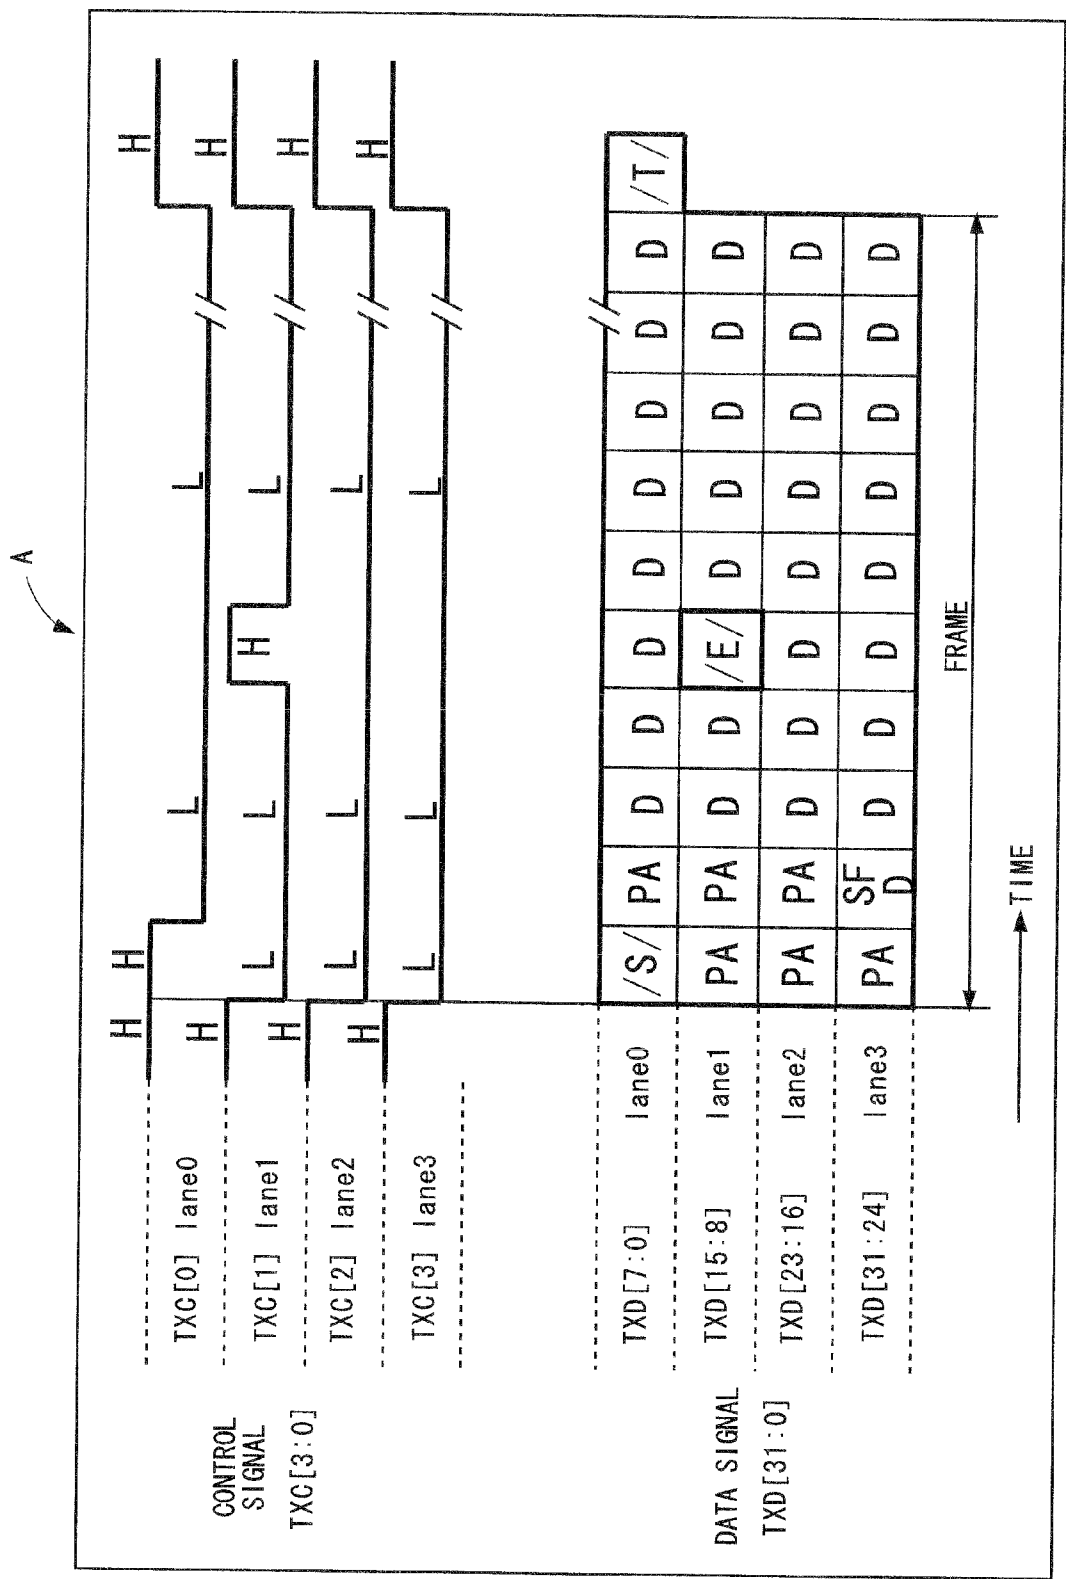 A
CONTROL
SIGNAL
TXC[3:0]
TXC[0] lane0 H H L L H
TXC[1] lane1 H L L H L H
TXC[2] lane2 H L L L H
TXC[3] lane3 H L L L H
DATA SIGNAL
TXD[31:0]
TXD[7:0] lane0 /S/ PA D D D D D D D D /T/
TXD[15:8] lane1 PA PA D D /E/ D D D D D
TXD[23:16] lane2 PA PA D D D D D D D D
TXD[31:24] lane3 PA SF D D D D D D D D D
FRAME
TIME